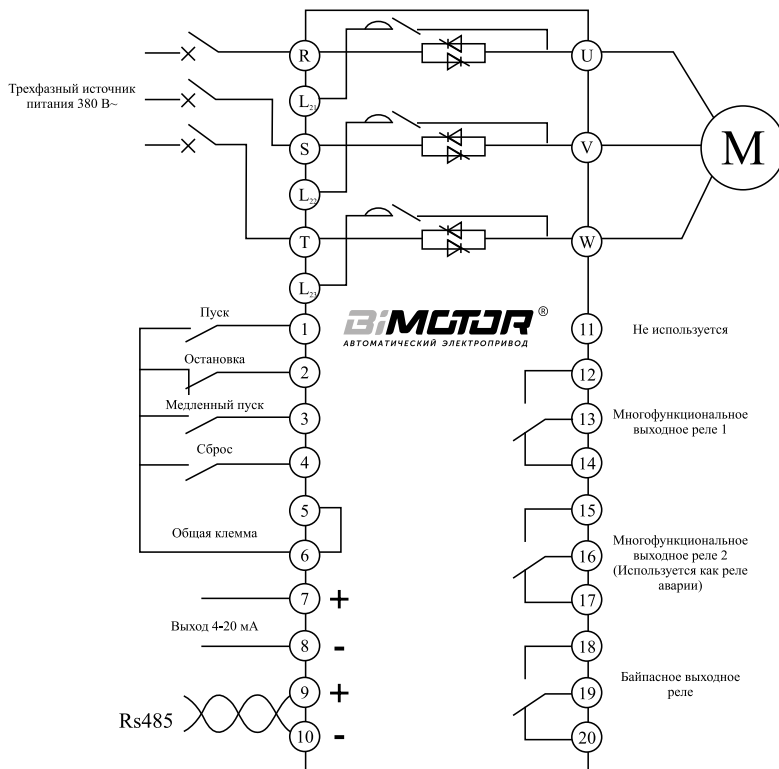 R
U
L21
Трехфазный источник
питания 380 В~
S
V
M
L22
T
W
L21
Пуск
1
BiMOTOR®
АВТОМАТИЧЕСКИЙ ЭЛЕКТРОПРИВОД
11
Не используется
Остановка
2
12
Медленный пуск
3
13
Многофункциональное
выходное реле 1
Сброс
4
14
5
15
Общая клемма
6
16
Многофункциональное
выходное реле 2
(Используется как реле
аварии)
7
+
17
Выход 4-20 мА
8
-
18
Rs485
9
+
19
Байпасное выходное
реле
10
-
20